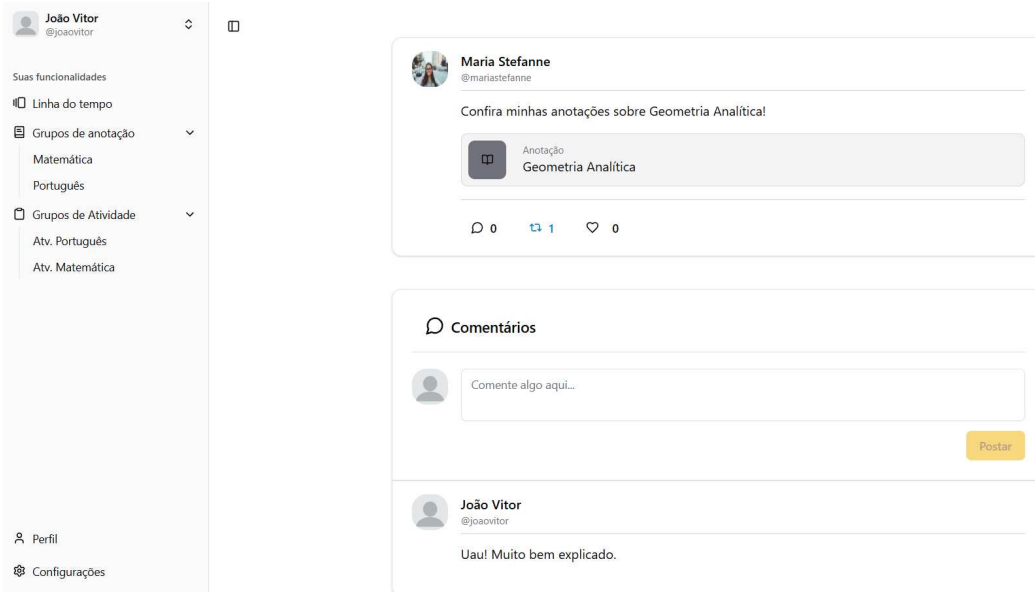 João Vitor
@joaovitor
Suas funcionalidades
Linha do tempo
Grupos de anotação
Matemática
Português
Grupos de Atividade
Atv. Português
Atv. Matemática
Perfil
Configurações
Maria Stefanne
@mariastefanne
Confira minhas anotações sobre Geometria Analítica!
Anotação
Geometria Analítica
0 1 0
Comentários
Comente algo aqui...
Postar
João Vitor
@joaovitor
Uau! Muito bem explicado.